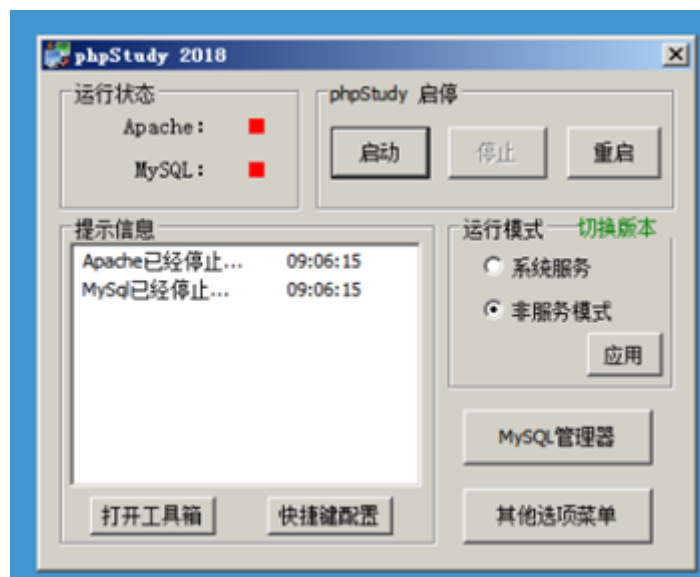 phpStudy 2018
运行状态
Apache:
MySQL:
phpStudy 启停
启动 停止 重启
提示信息
Apache已经停止... 09:06:15
MySql已经停止... 09:06:15
打开工具箱 快捷键配置
运行模式 切换版本
系统服务
非服务模式
应用
MySQL管理器
其他选项菜单